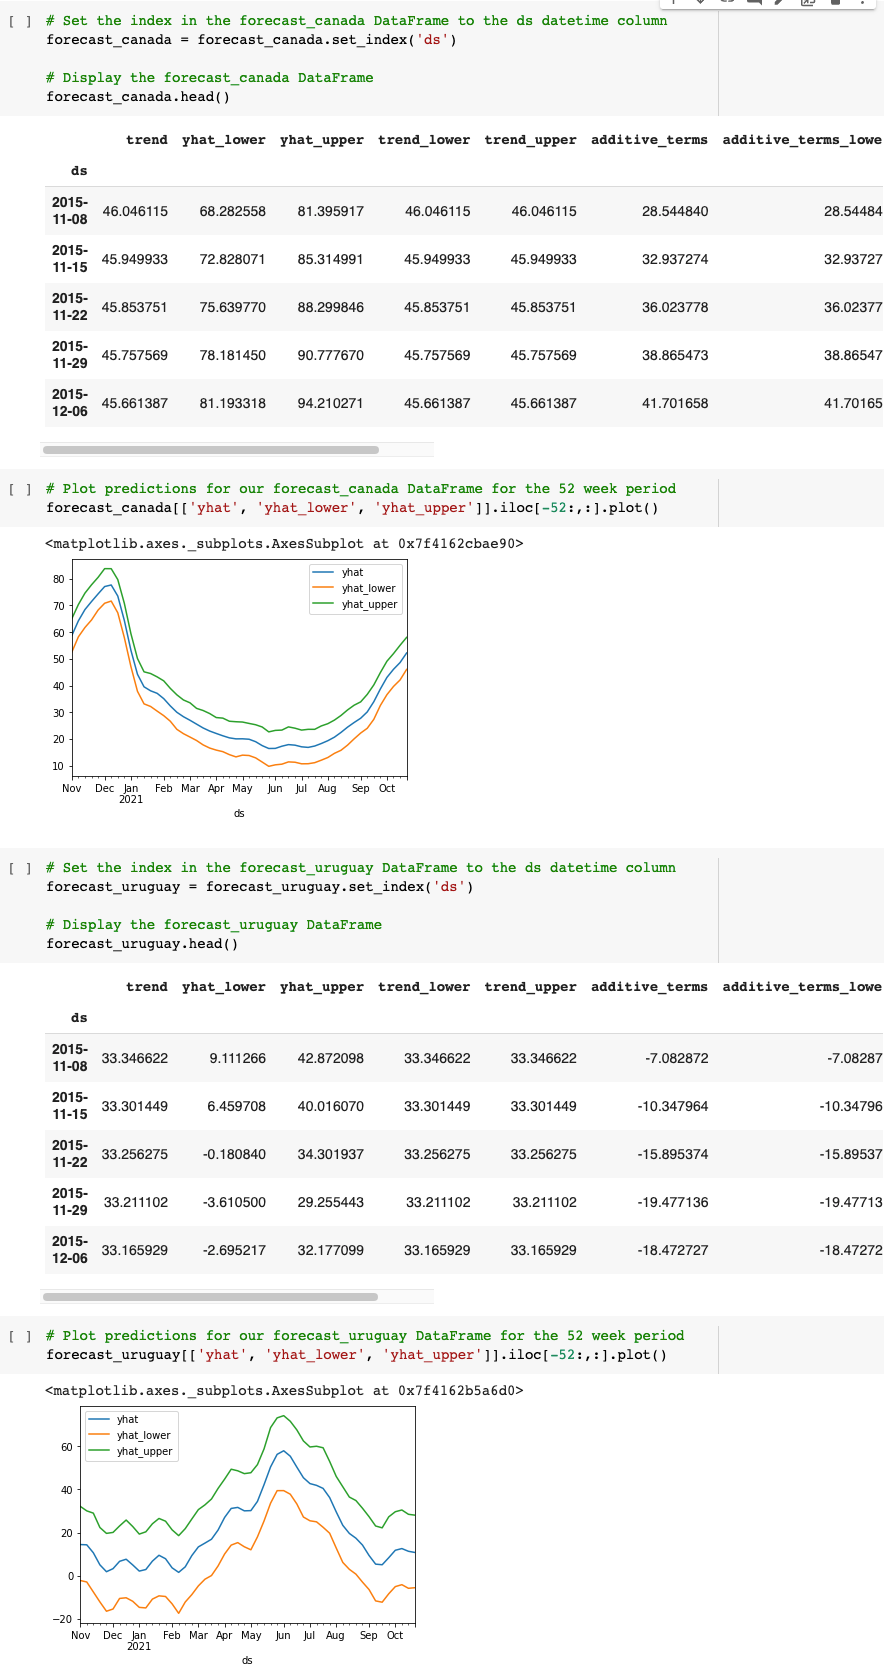 [ ] # Set the index in the forecast_canada DataFrame to the ds datetime column
forecast_canada = forecast_canada.set_index('ds')
# Display the forecast_canada DataFrame
forecast_canada.head()
trend yhat_lower yhat_upper trend_lower trend_upper additive_terms additive_terms_lowe
ds
2015-11-08 46.046115 68.282558 81.395917 46.046115 46.046115 28.544840 28.54484
2015-11-15 45.949933 72.828071 85.314991 45.949933 45.949933 32.937274 32.93727
2015-11-22 45.853751 75.639770 88.299846 45.853751 45.853751 36.023778 36.02377
2015-11-29 45.757569 78.181450 90.777670 45.757569 45.757569 38.865473 38.86547
2015-12-06 45.661387 81.193318 94.210271 45.661387 45.661387 41.701658 41.70165
[ ] # Plot predictions for our forecast_canada DataFrame for the 52 week period
forecast_canada[['yhat', 'yhat_lower', 'yhat_upper']].iloc[-52:,:].plot()
<matplotlib.axes._subplots.AxesSubplot at 0x7f4162cbae90>
yhat
yhat_lower
yhat_upper
80
70
60
50
40
30
20
10
Nov Dec Jan Feb Mar Apr May Jun Jul Aug Sep Oct
2021
ds
[ ] # Set the index in the forecast_uruguay DataFrame to the ds datetime column
forecast_uruguay = forecast_uruguay.set_index('ds')
# Display the forecast_uruguay DataFrame
forecast_uruguay.head()
trend yhat_lower yhat_upper trend_lower trend_upper additive_terms additive_terms_lowe
ds
2015-11-08 33.346622 9.111266 42.872098 33.346622 33.346622 -7.082872 -7.08287
2015-11-15 33.301449 6.459708 40.016070 33.301449 33.301449 -10.347964 -10.34796
2015-11-22 33.256275 -0.180840 34.301937 33.256275 33.256275 -15.895374 -15.89537
2015-11-29 33.211102 -3.610500 29.255443 33.211102 33.211102 -19.477136 -19.47713
2015-12-06 33.165929 -2.695217 32.177099 33.165929 33.165929 -18.472727 -18.47272
[ ] # Plot predictions for our forecast_uruguay DataFrame for the 52 week period
forecast_uruguay[['yhat', 'yhat_lower', 'yhat_upper']].iloc[-52:,:].plot()
<matplotlib.axes._subplots.AxesSubplot at 0x7f4162b5a6d0>
yhat
yhat_lower
yhat_upper
60
40
20
0
−20
Nov Dec Jan Feb Mar Apr May Jun Jul Aug Sep Oct
2021
ds